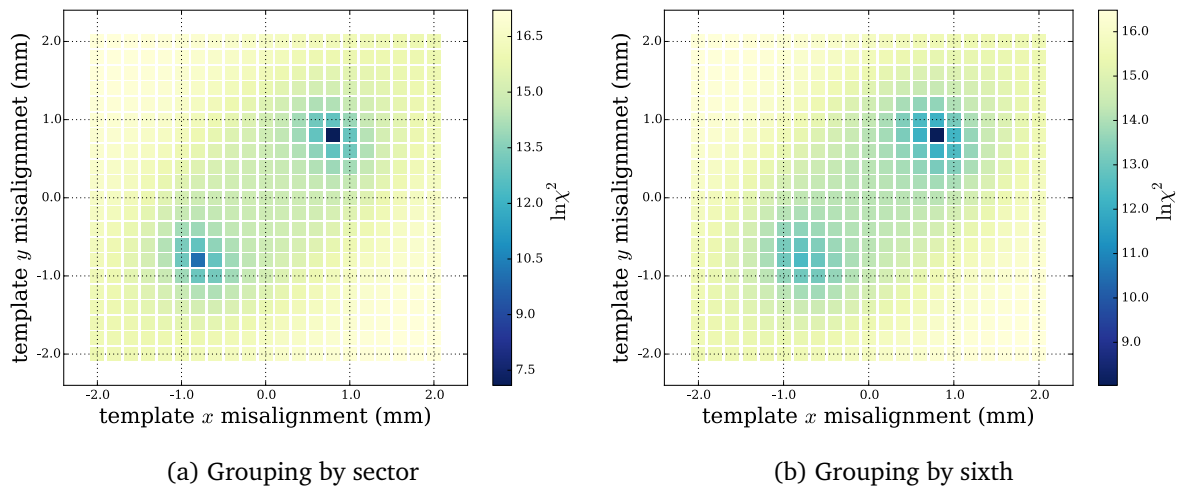 2.0
1.0
0.0
-1.0
-2.0
template y misalignmnet (mm)
-2.0 -1.0 0.0 1.0 2.0
template x misalignment (mm)
16.5
15.0
13.5
12.0
10.5
9.0
7.5
lnχ²
(a) Grouping by sector
2.0
1.0
0.0
-1.0
-2.0
template y misalignmnet (mm)
-2.0 -1.0 0.0 1.0 2.0
template x misalignment (mm)
16.0
15.0
14.0
13.0
12.0
11.0
10.0
9.0
lnχ²
(b) Grouping by sixth